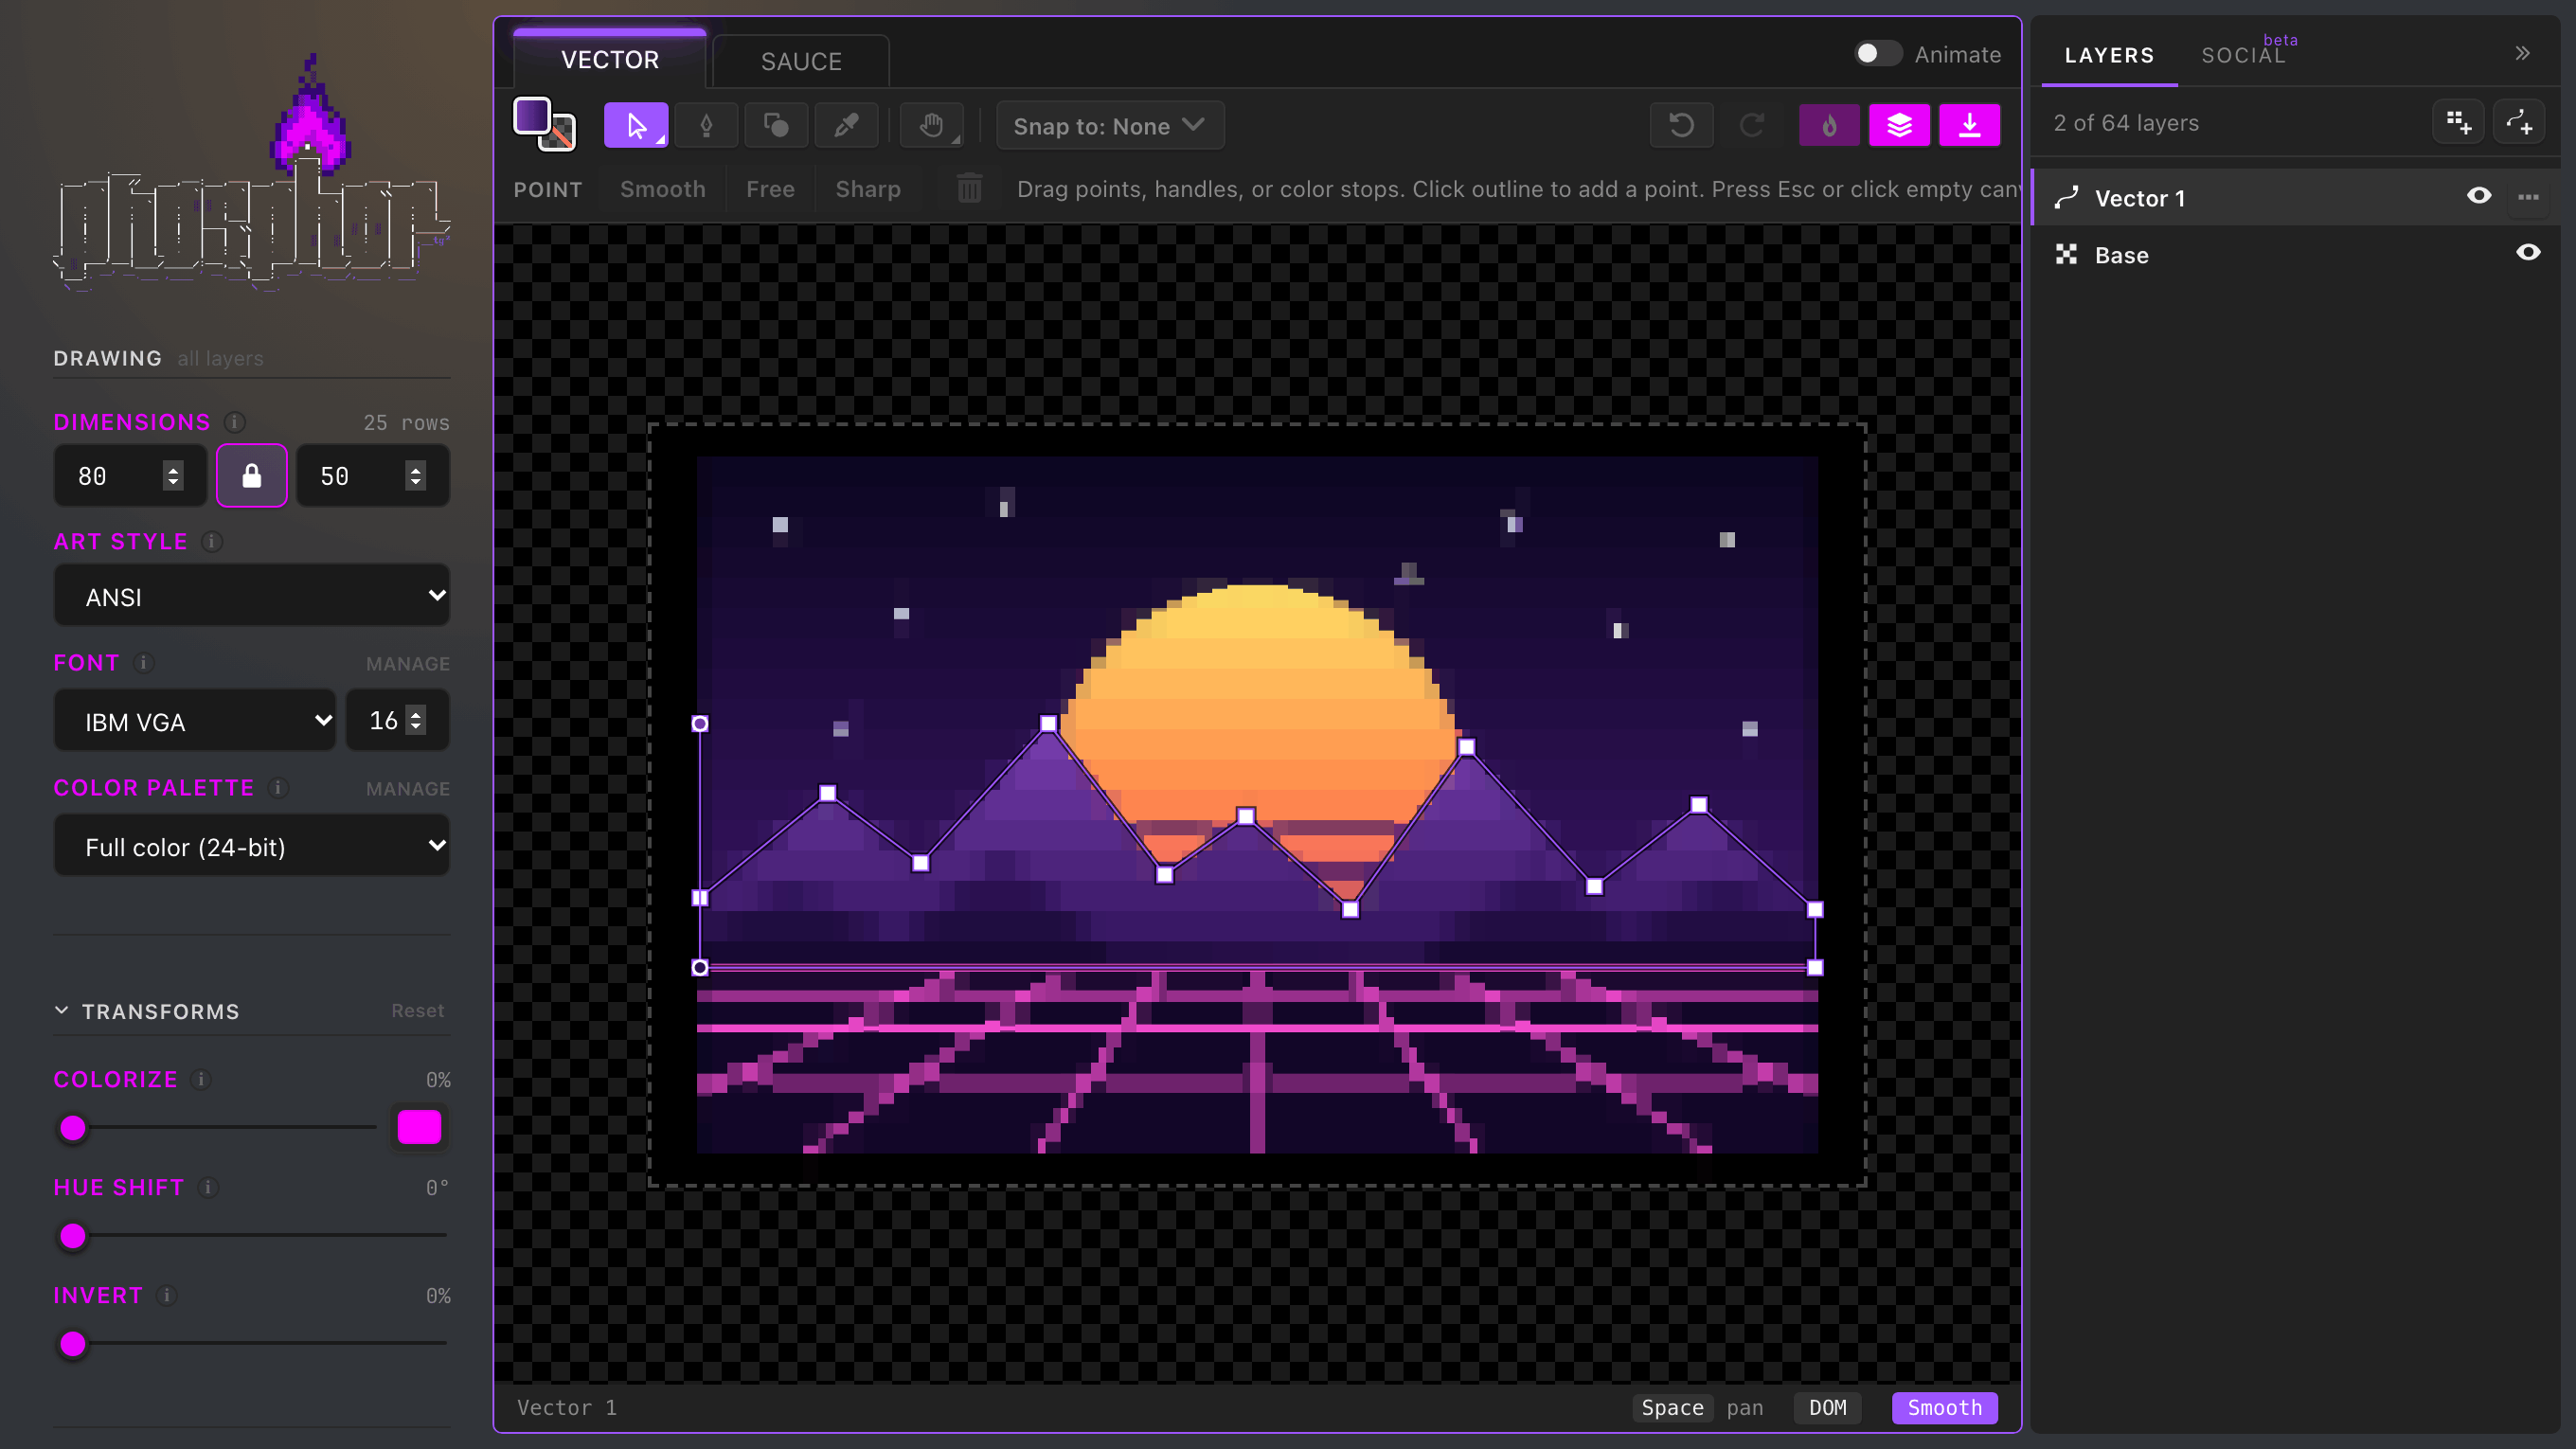 phosphor
DRAWING all layers
DIMENSIONS 25 rows
80 50
ART STYLE
ANSI
FONT MANAGE
IBM VGA 16
COLOR PALETTE MANAGE
Full color (24-bit)
TRANSFORMS Reset
COLORIZE 0%
HUE SHIFT 0°
INVERT 0%
VECTOR SAUCE Animate
Snap to: None
POINT Smooth Free Sharp Drag points, handles, or color stops. Click outline to add a point. Press Esc or click empty can
Vector 1 Space pan DOM Smooth
LAYERS SOCIAL beta
2 of 64 layers
Vector 1
Base